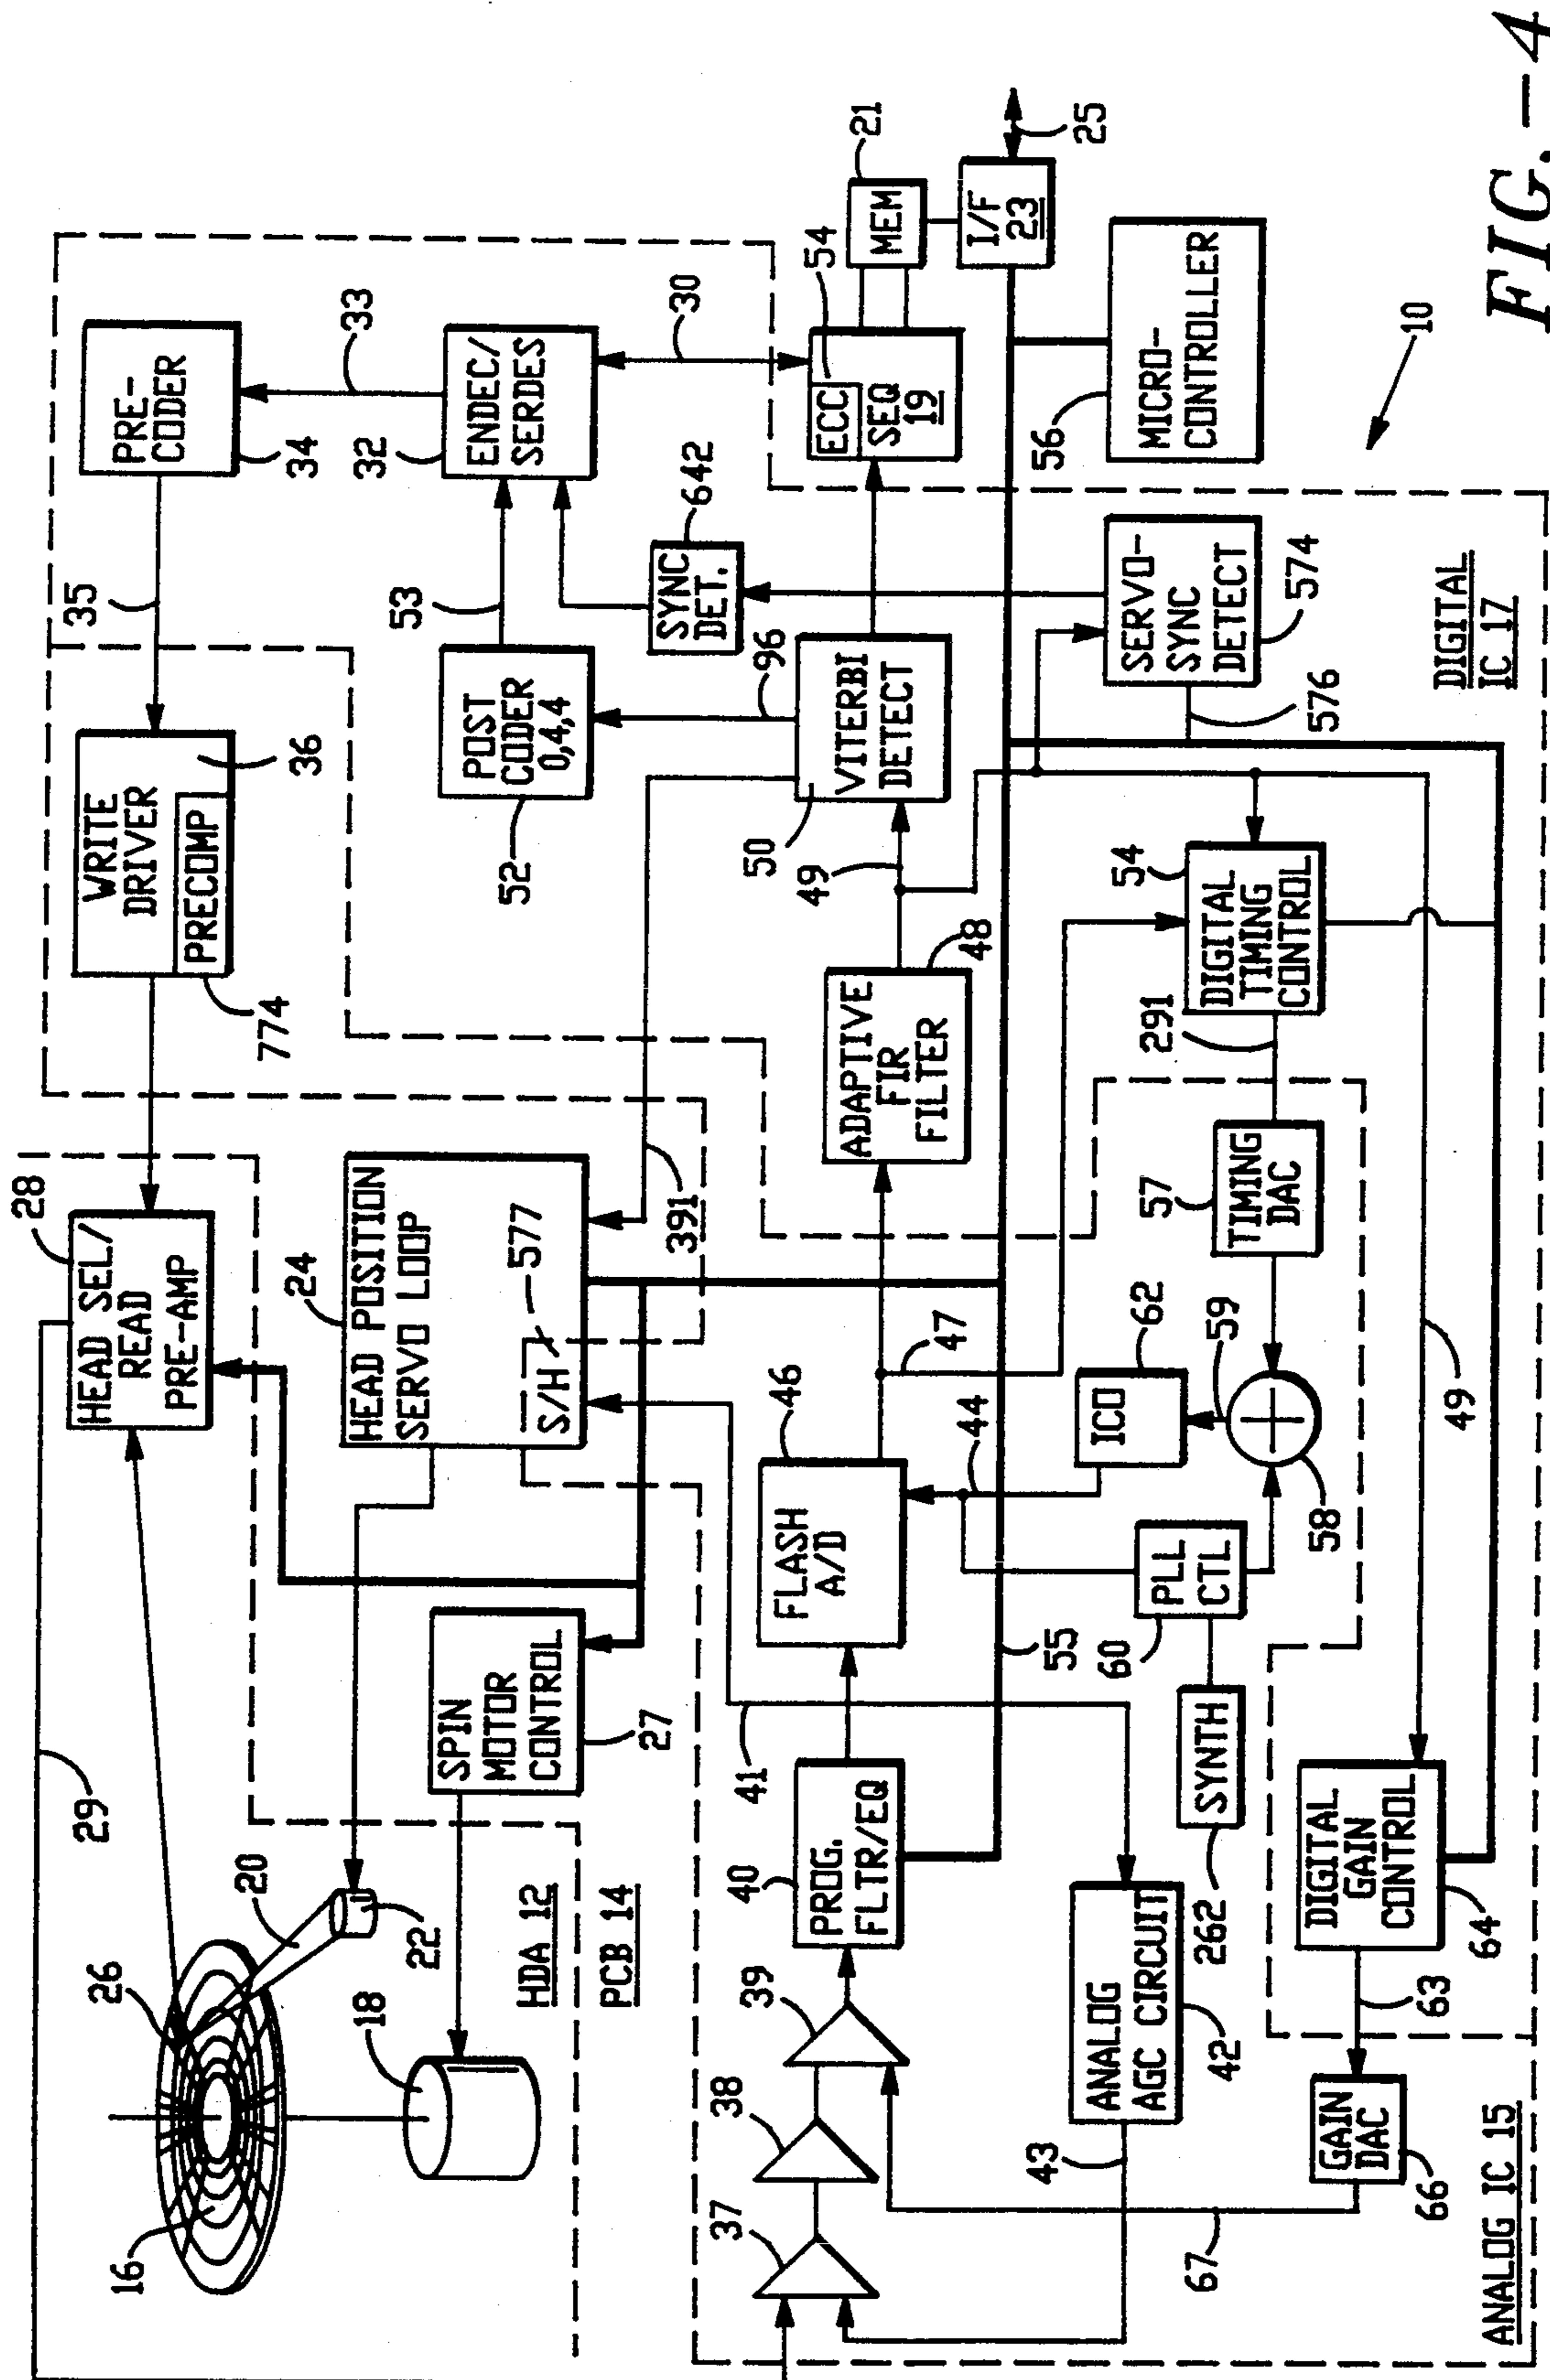 29
28
HEAD SEL/
READ
PRE-AMP
WRITE
DRIVER
PRECOMP
36
774
35
PRE-
CODER
34
33
16
26
20
22
18
HDA 12
PCB 14
SPIN
MOTOR
CONTROL
27
24
HEAD POSITION
SERVO LOOP
S/H
577
391
52
POST
CODER
0,4,4
53
32
ENDEC/
SERDES
30
SYNC
DET.
642
96
37
38
39
40
PROG.
FLTR/EQ
41
FLASH
A/D
46
47
ADAPTIVE
FIR
FILTER
48
49
50
VITERBI
DETECT
ECC
54
SEQ
19
MEM
21
I/F
23
25
55
44
43
ANALOG
AGC CIRCUIT
42
SYNTH
262
60
PLL
CTL
58
59
ICO
62
57
TIMING
DAC
291
DIGITAL
TIMING
CONTROL
54
SERVO-
SYNC
DETECT
574
576
56
MICRO-
CONTROLLER
10
67
GAIN
DAC
66
63
DIGITAL
GAIN
CONTROL
64
49
ANALOG IC 15
DIGITAL
IC 17
FIG.-4